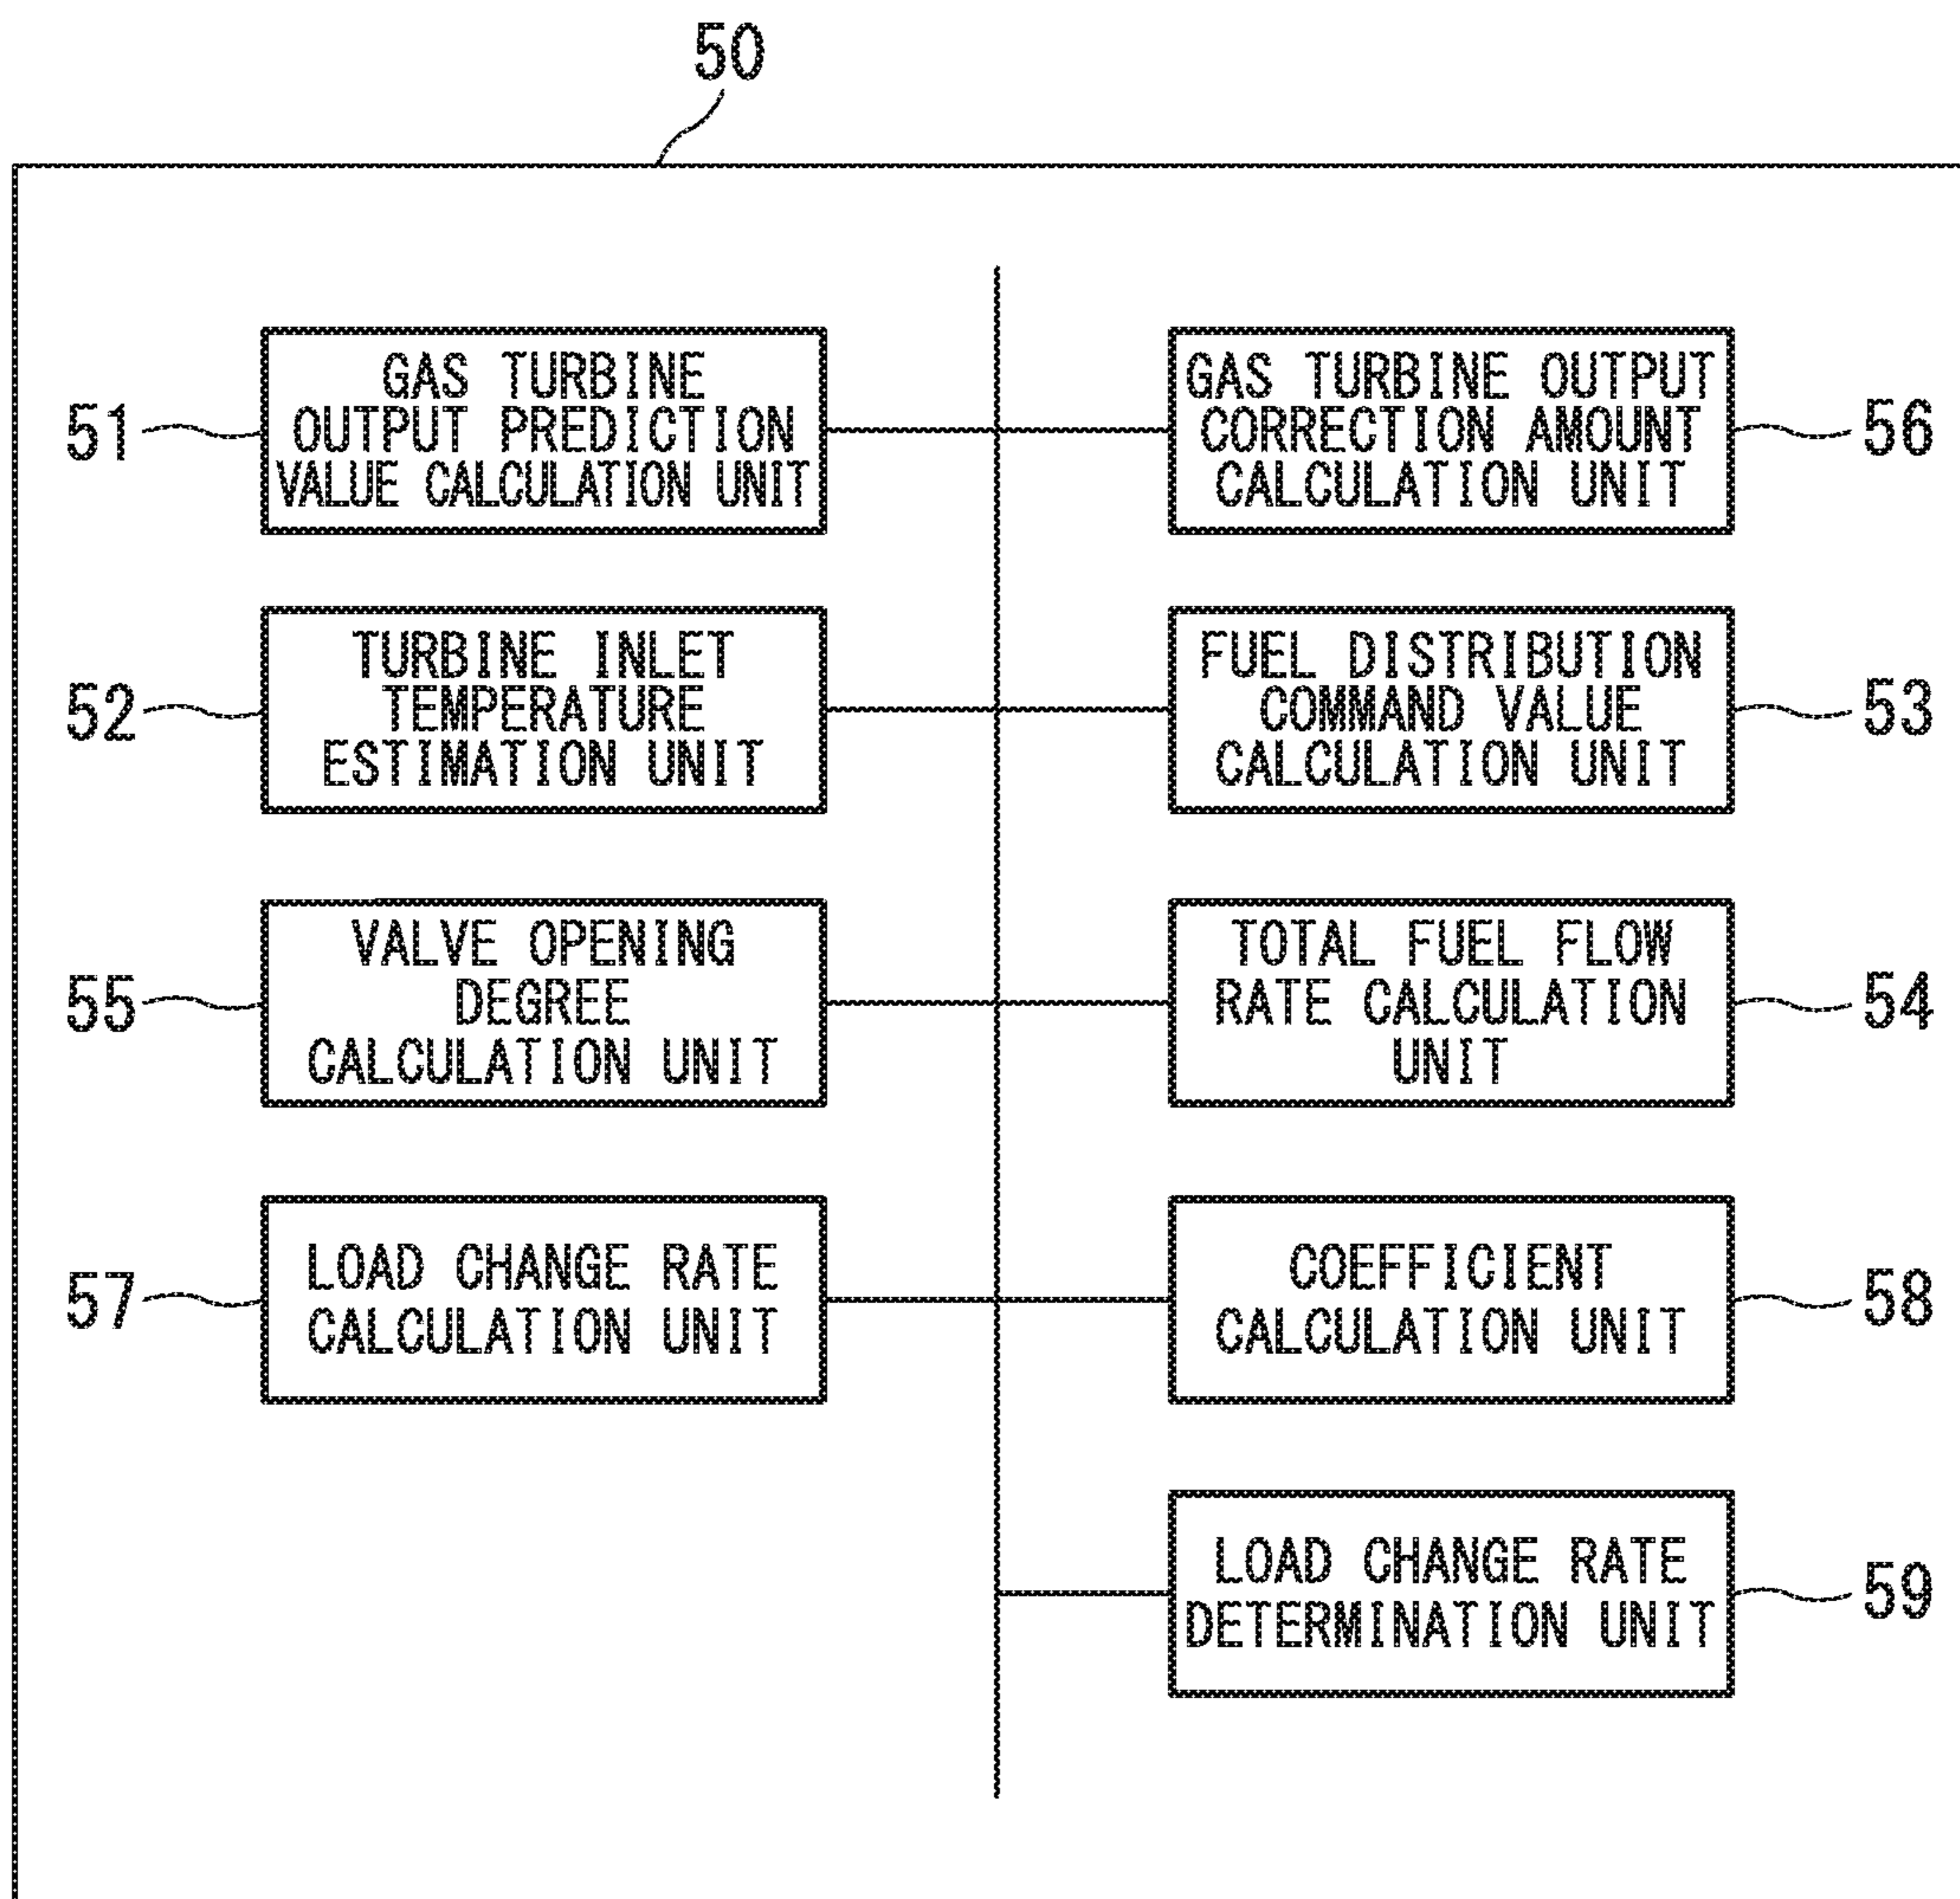 50
51
GAS TURBINE
OUTPUT PREDICTION
VALUE CALCULATION UNIT
GAS TURBINE OUTPUT
CORRECTION AMOUNT
CALCULATION UNIT
56
52
TURBINE INLET
TEMPERATURE
ESTIMATION UNIT
FUEL DISTRIBUTION
COMMAND VALUE
CALCULATION UNIT
53
55
VALVE OPENING
DEGREE
CALCULATION UNIT
TOTAL FUEL FLOW
RATE CALCULATION
UNIT
54
57
LOAD CHANGE RATE
CALCULATION UNIT
COEFFICIENT
CALCULATION UNIT
58
LOAD CHANGE RATE
DETERMINATION UNIT
59